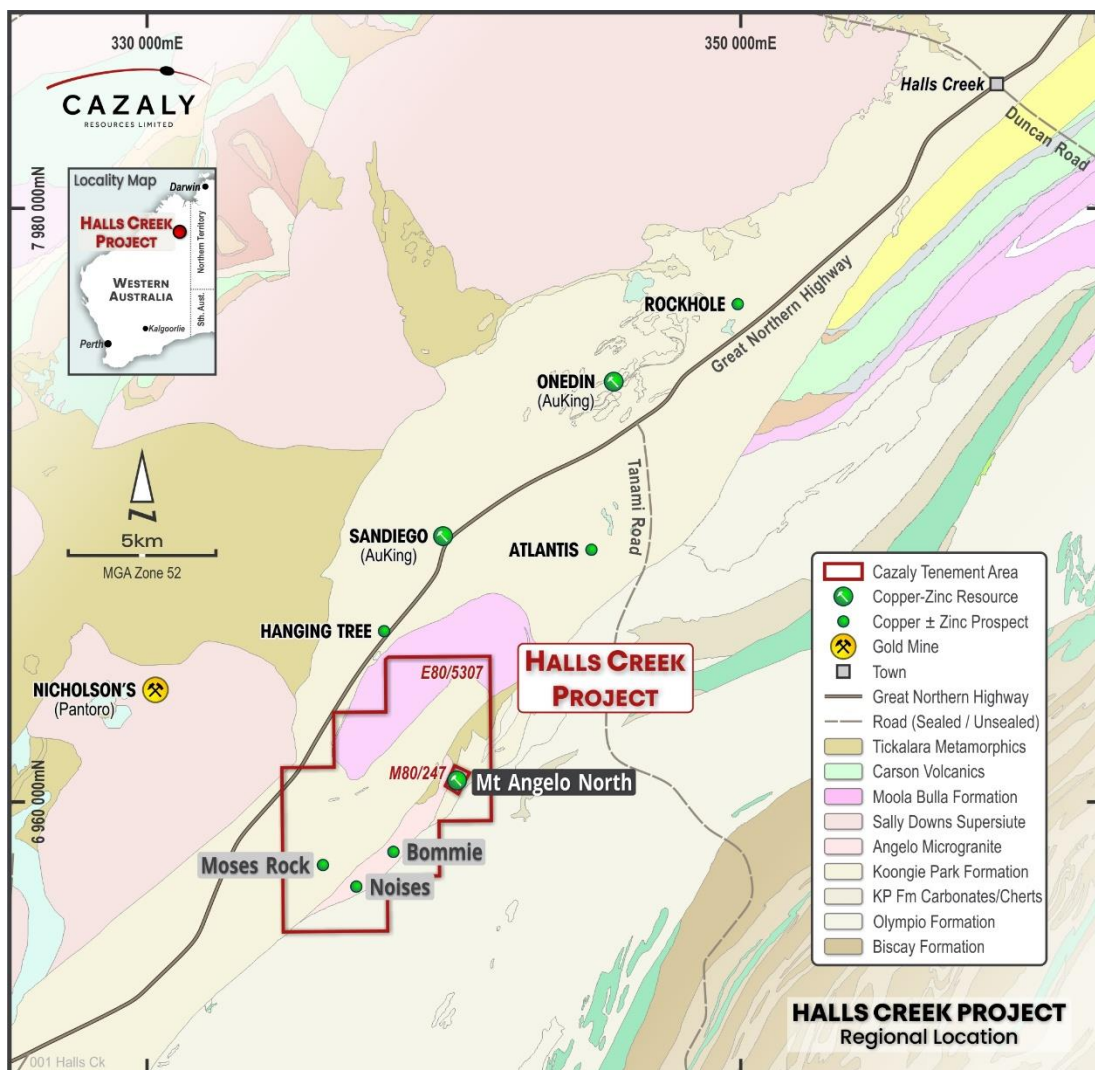 330 000mE
350 000mE
CAZALY
RESOURCES LIMITED
Halls Creek
Duncan Road
Locality Map
Darwin
HALLS CREEK
PROJECT
Northern Territory
WESTERN
AUSTRALIA
Sth. Aust.
Kalgoorlie
Perth
7 980 000mN
ROCKHOLE
Great Northern Highway
ONEDIN
(AuKing)
Tanami Road
N
5km
MGA Zone 52
SANDIEGO
(AuKing)
ATLANTIS
HANGING TREE
E80/5307
HALLS CREEK
PROJECT
NICHOLSON'S
(Pantoro)
M80/247
Mt Angelo North
6 960 000mN
Bommie
Moses Rock
Noises
Cazaly Tenement Area
Copper-Zinc Resource
Copper ± Zinc Prospect
Gold Mine
Town
Great Northern Highway
Road (Sealed / Unsealed)
Tickalara Metamorphics
Carson Volcanics
Moola Bulla Formation
Sally Downs Supersiute
Angelo Microgranite
Koongie Park Formation
KP Fm Carbonates/Cherts
Olympio Formation
Biscay Formation
HALLS CREEK PROJECT
Regional Location
001 Halls Ck